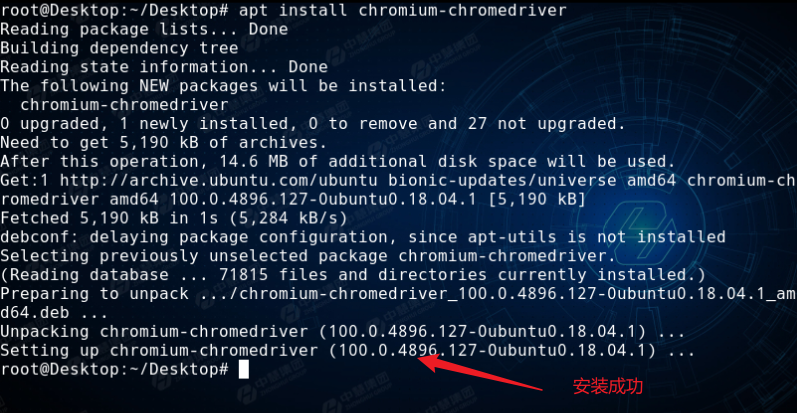 root@Desktop:~/Desktop# apt install chromium-chromedriver
Reading package lists... Done
Building dependency tree
Reading state information... Done
The following NEW packages will be installed:
  chromium-chromedriver
0 upgraded, 1 newly installed, 0 to remove and 27 not upgraded.
Need to get 5,190 kB of archives.
After this operation, 14.6 MB of additional disk space will be used.
Get:1 http://archive.ubuntu.com/ubuntu bionic-updates/universe amd64 chromium-ch
romedriver amd64 100.0.4896.127-0ubuntu0.18.04.1 [5,190 kB]
Fetched 5,190 kB in 1s (5,284 kB/s)
debconf: delaying package configuration, since apt-utils is not installed
Selecting previously unselected package chromium-chromedriver.
(Reading database ... 71815 files and directories currently installed.)
Preparing to unpack .../chromium-chromedriver_100.0.4896.127-0ubuntu0.18.04.1_am
d64.deb ...
Unpacking chromium-chromedriver (100.0.4896.127-0ubuntu0.18.04.1) ...
Setting up chromium-chromedriver (100.0.4896.127-0ubuntu0.18.04.1) ...
root@Desktop:~/Desktop#
安装成功